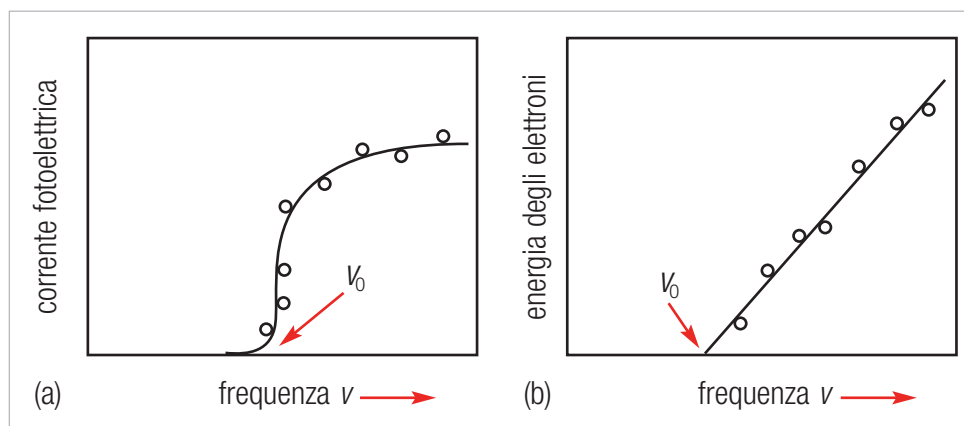 corrente fotoelettrica
ν0
(a)
frequenza ν
energia degli elettroni
ν0
(b)
frequenza ν